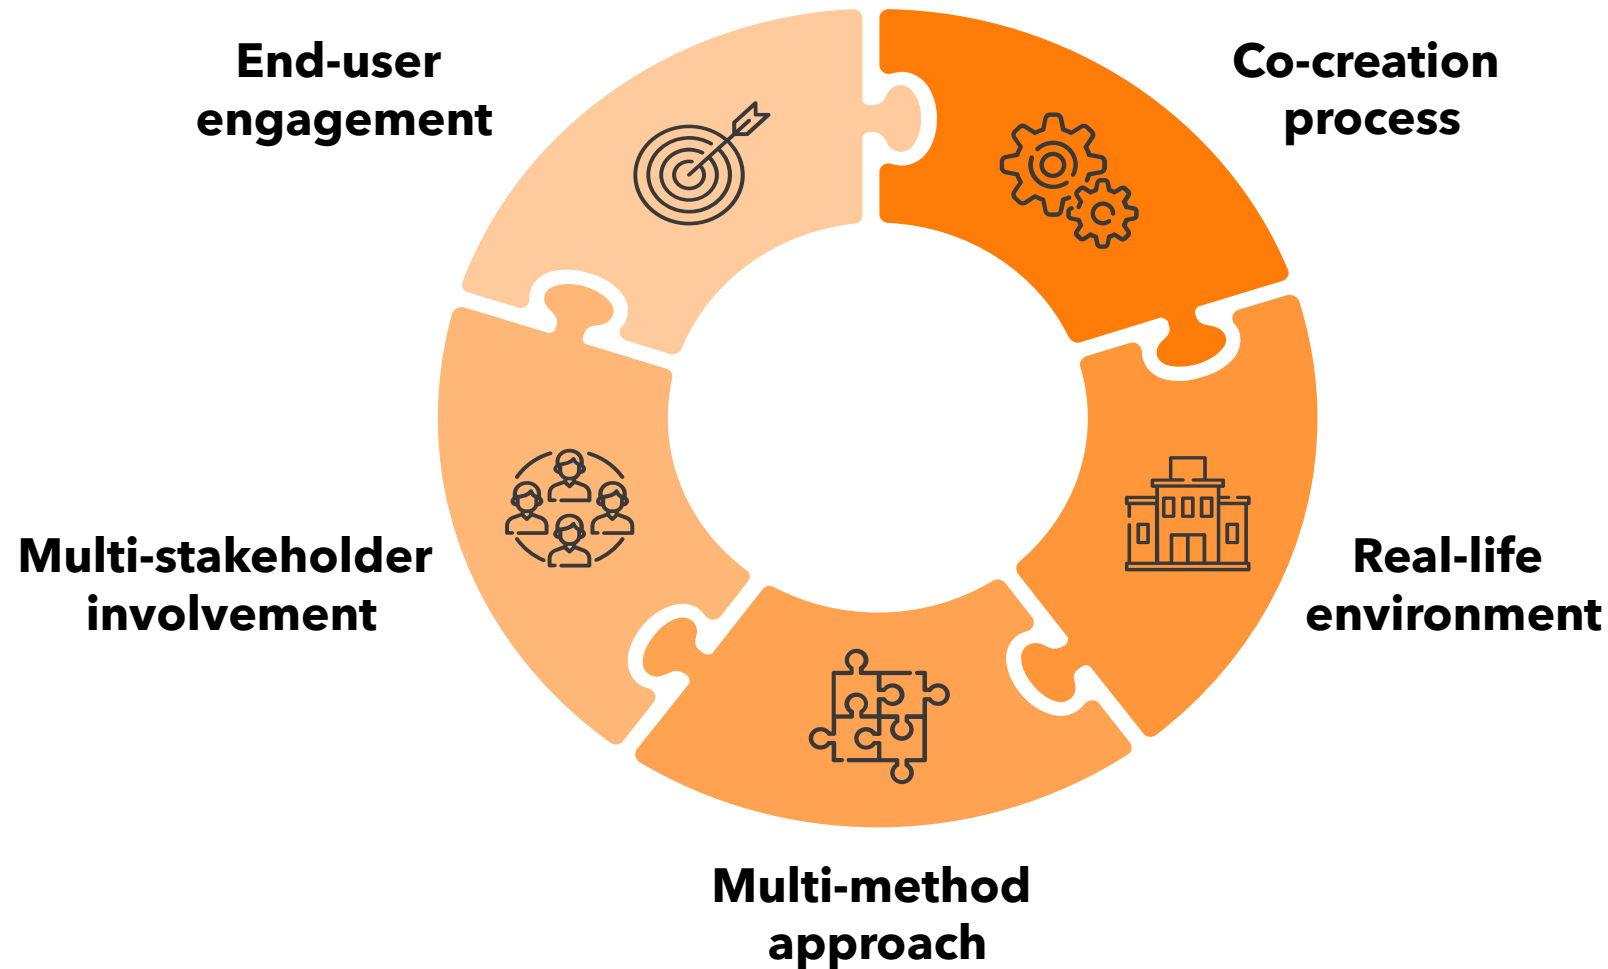 End-user
engagement
Co-creation
process
Multi-stakeholder
involvement
Real-life
environment
Multi-method
approach